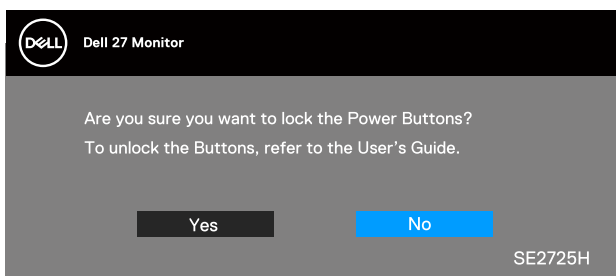 DELL
Dell 27 Monitor
Are you sure you want to lock the Power Buttons?
To unlock the Buttons, refer to the User's Guide.
Yes
No
SE2725H